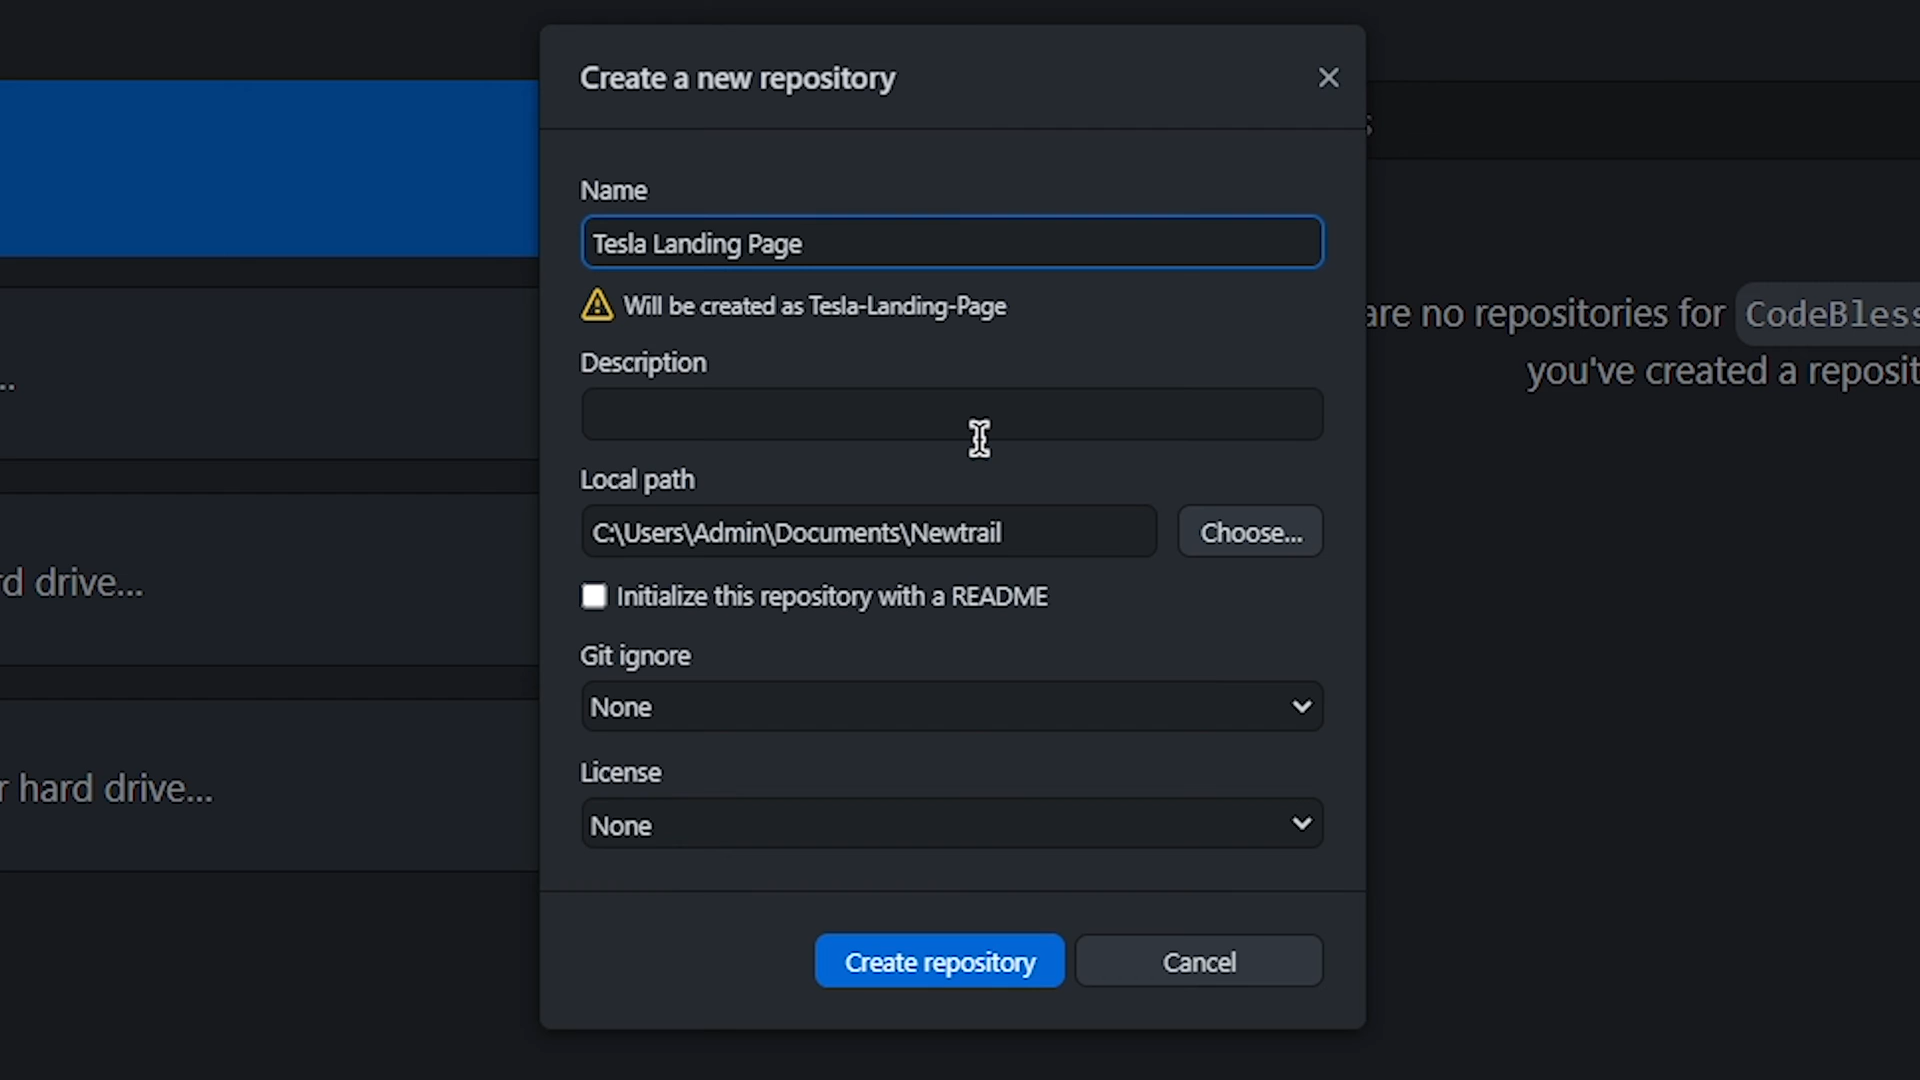 Create a new repository
Name
Tesla Landing Page
Will be created as Tesla-Landing-Page
Description
Local path
C:\Users\Admin\Documents\Newtrail
Choose...
Initialize this repository with a README
Git ignore
None
License
None
Create repository
Cancel
...
drive...
hard drive...
are no repositories for CodeBless
you've created a reposit